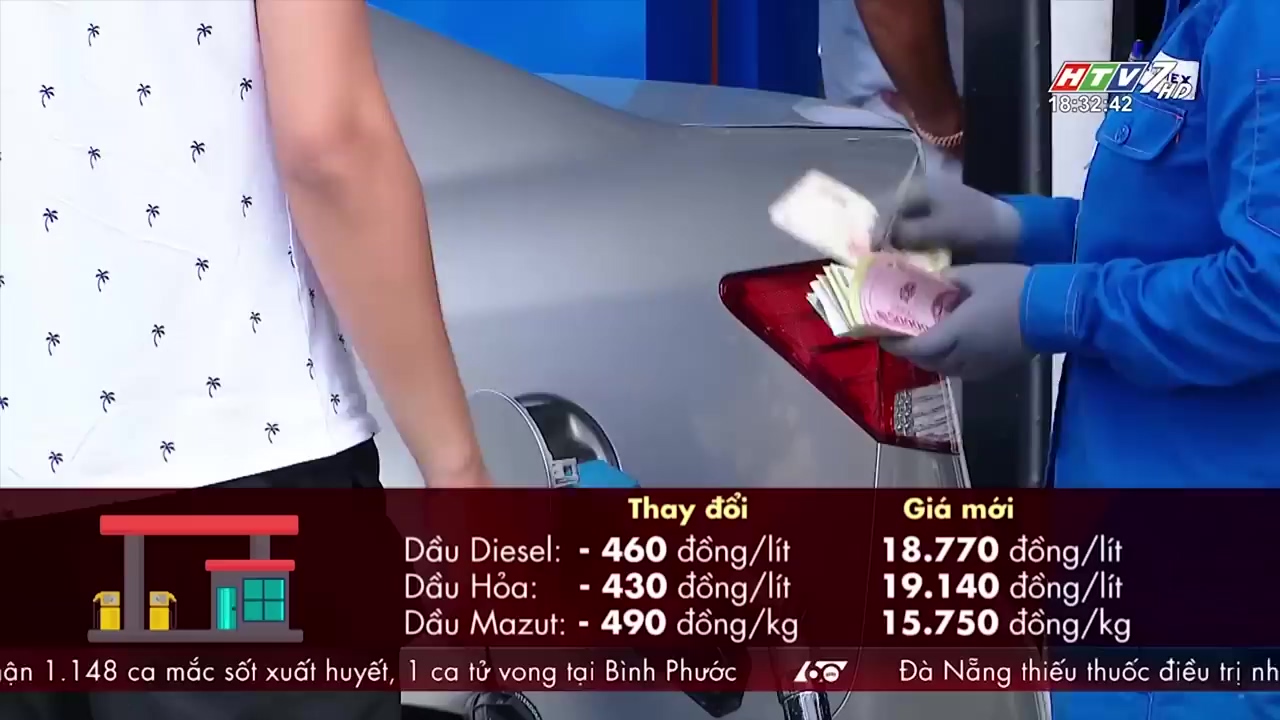 HTV7
HD
EX
18:32:42
Thay đổi Giá mới
Dầu Diesel: - 460 đồng/lít 18.770 đồng/lít
Dầu Hỏa: - 430 đồng/lít 19.140 đồng/lít
Dầu Mazut: - 490 đồng/kg 15.750 đồng/kg
1.148 ca mắc sốt xuất huyết, 1 ca tử vong tại Bình Phước 60 Đà Nẵng thiếu thuốc điều trị